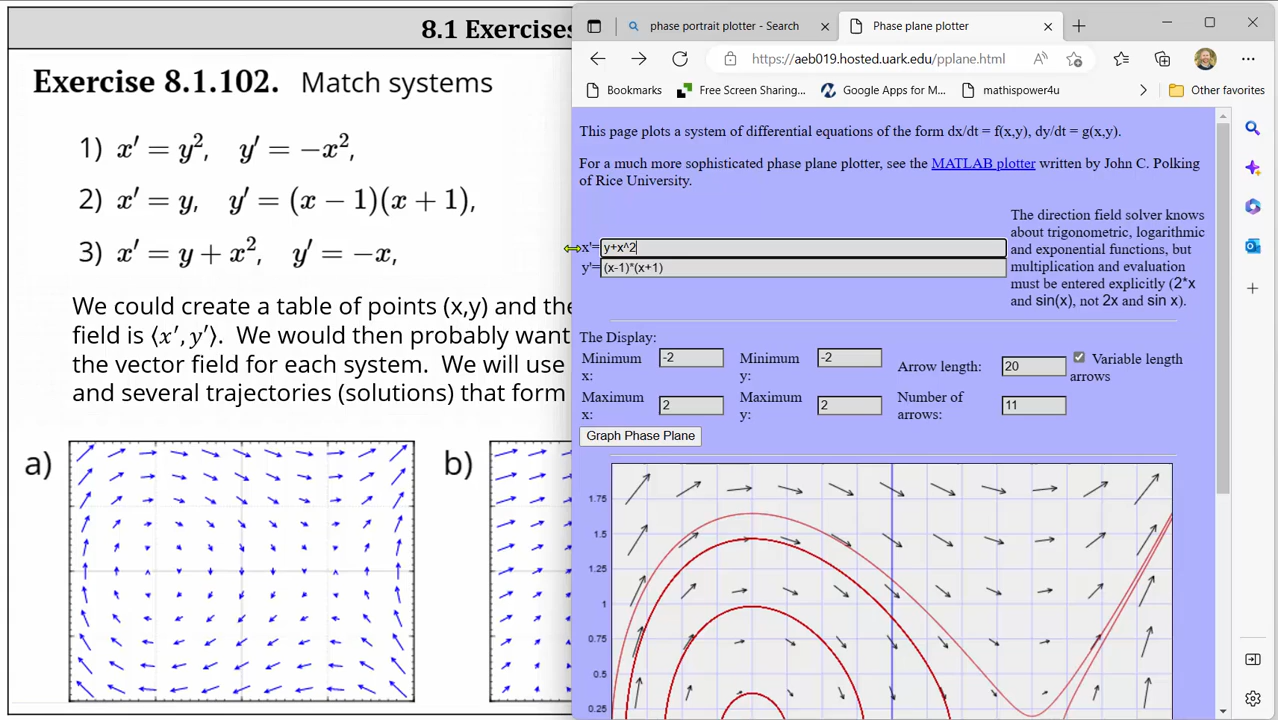 8.1 Exercises
Exercise 8.1.102. Match systems
1) x′ = y², y′ = −x²,
2) x′ = y, y′ = (x − 1)(x + 1),
3) x′ = y + x², y′ = −x,
We could create a table of points (x,y) and the
field is ⟨x′, y′⟩. We would then probably want
the vector field for each system. We will use
and several trajectories (solutions) that form
a)
b)
phase portrait plotter - Search
Phase plane plotter
https://aeb019.hosted.uark.edu/pplane.html
Bookmarks
Free Screen Sharing...
Google Apps for M...
mathispower4u
Other favorites
This page plots a system of differential equations of the form dx/dt = f(x,y), dy/dt = g(x,y).
For a much more sophisticated phase plane plotter, see the MATLAB plotter written by John C. Polking
of Rice University.
x'= y+x^2
y'= (x-1)*(x+1)
The direction field solver knows
about trigonometric, logarithmic
and exponential functions, but
multiplication and evaluation
must be entered explicitly (2*x
and sin(x), not 2x and sin x).
The Display:
Minimum x: -2
Minimum y: -2
Arrow length: 20
Variable length arrows
Maximum x: 2
Maximum y: 2
Number of arrows: 11
Graph Phase Plane
1.75
1.5
1.25
1
0.75
0.5
0.25